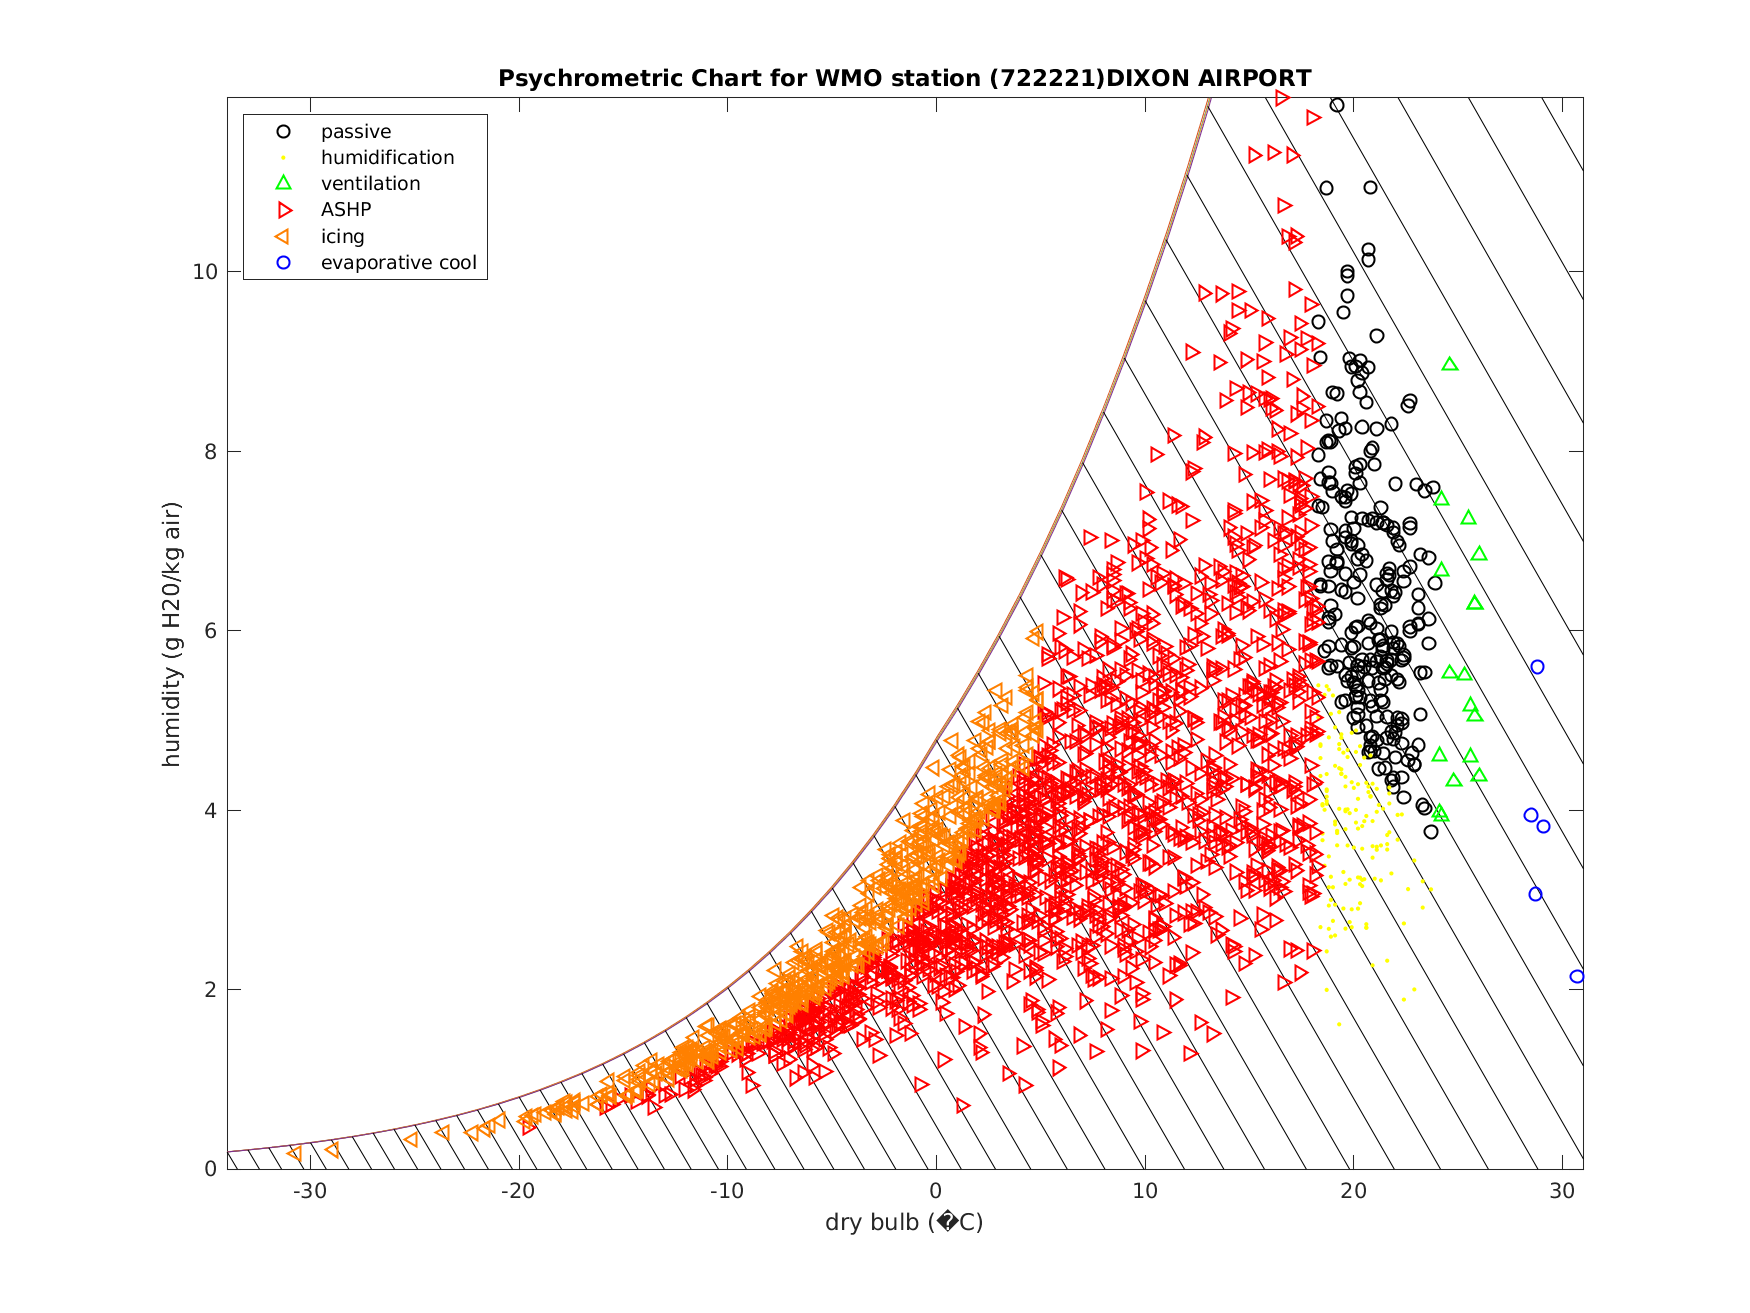 Psychrometric Chart for WMO station (722221)DIXON AIRPORT
passive
humidification
ventilation
ASHP
icing
evaporative cool
humidity (g H20/kg air)
10
8
6
4
2
0
-30 -20 -10 0 10 20 30
dry bulb (�C)